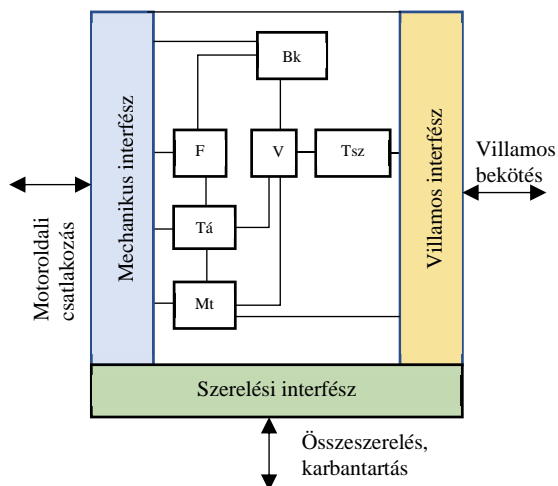 Bk
F
V
Tsz
Tá
Mt
Mechanikus interfész
Villamos interfész
Szerelési interfész
Motoroldali
csatlakozás
Villamos
bekötés
Összeszerelés,
karbantartás